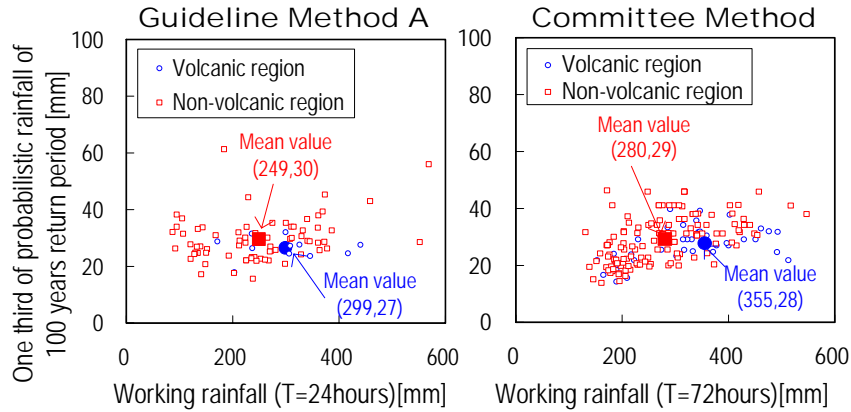 Guideline Method A
Committee Method
One third of probabilistic rainfall of
100 years return period [mm]
100
80
60
40
20
0
Volcanic region
Non-volcanic region
Mean value
(249,30)
Mean value
(299,27)
0 200 400 600
Working rainfall (T=24hours)[mm]
100
80
60
40
20
0
Volcanic region
Non-volcanic region
Mean value
(280,29)
Mean value
(355,28)
0 200 400 600
Working rainfall (T=72hours)[mm]